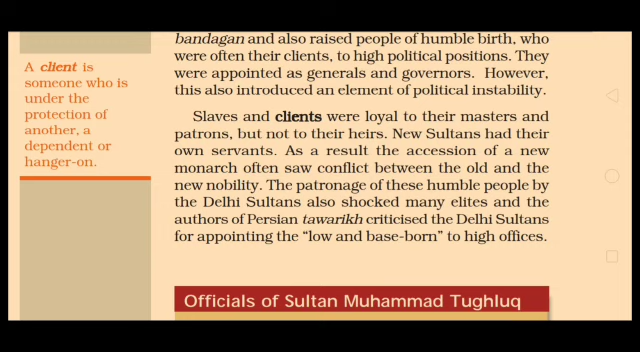 bandagan and also raised people of humble birth, who
were often their clients, to high political positions. They
were appointed as generals and governors.  However,
this also introduced an element of political instability.
A client is
someone who is
under the
protection of
another, a
dependent or
hanger-on.
Slaves and clients were loyal to their masters and
patrons, but not to their heirs. New Sultans had their
own servants. As a result the accession of a new
monarch often saw conflict between the old and the
new nobility. The patronage of these humble people by
the Delhi Sultans also shocked many elites and the
authors of Persian tawarikh criticised the Delhi Sultans
for appointing the “low and base-born” to high offices.
Officials of Sultan Muhammad Tughluq